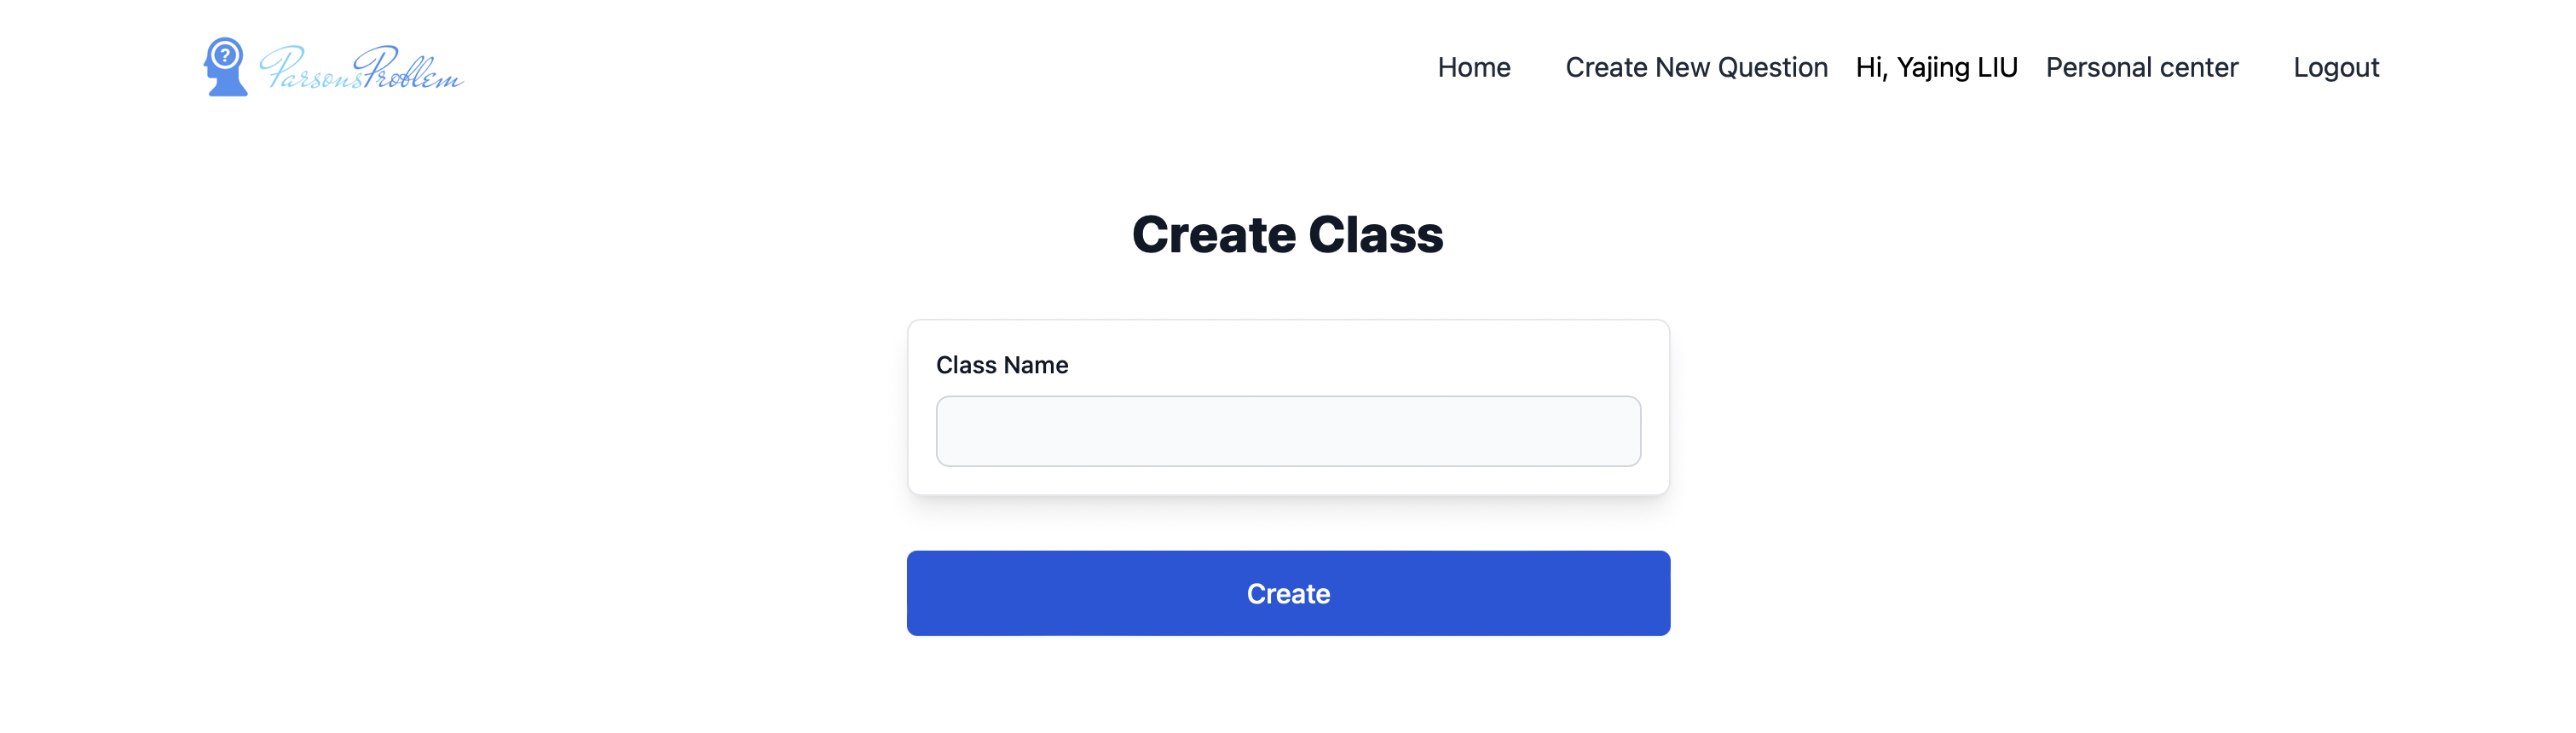 ? ParsonsProblem
Home Create New Question Hi, Yajing LIU Personal center Logout
Create Class
Class Name
Create